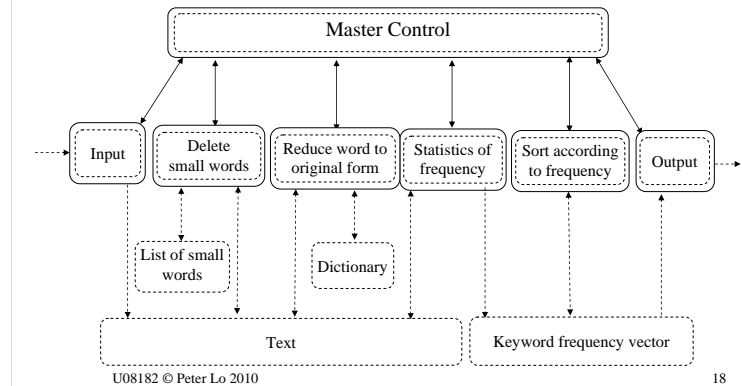 Master Control
Input
Delete
small words
Reduce word to
original form
Statistics of
frequency
Sort according
to frequency
Output
List of small
words
Dictionary
Text
Keyword frequency vector
U08182 © Peter Lo 2010
18